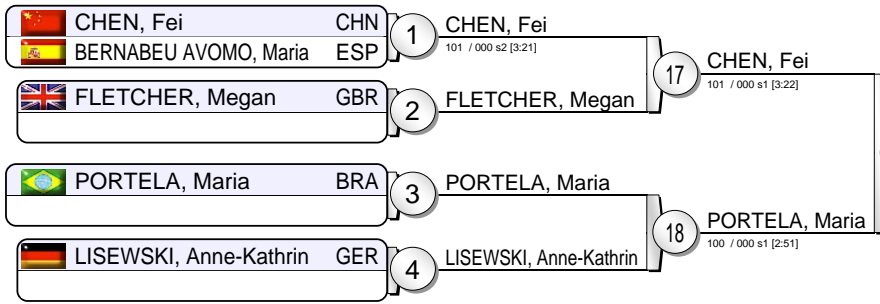 CHEN, Fei CHN
BERNABEU AVOMO, Maria ESP
1
CHEN, Fei
101 / 000 s2 [3:21]
FLETCHER, Megan GBR
2
FLETCHER, Megan
17
CHEN, Fei
101 / 000 s1 [3:22]
PORTELA, Maria BRA
3
PORTELA, Maria
LISEWSKI, Anne-Kathrin GER
4
LISEWSKI, Anne-Kathrin
18
PORTELA, Maria
100 / 000 s1 [2:51]